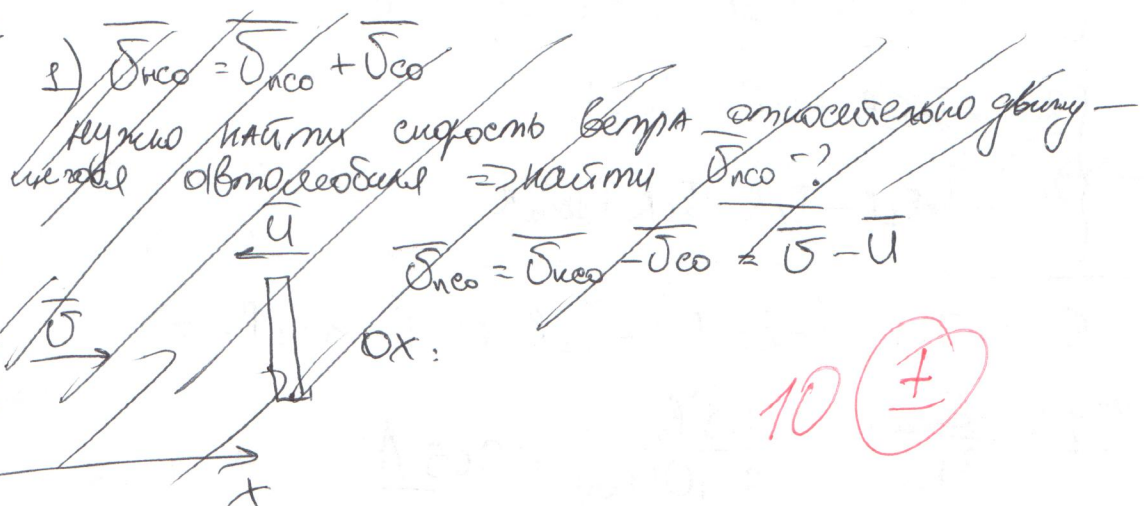 1) v̅нсо = v̅псо + v̅со
нужно найти скорость ветра относительно движу-
щегося автомобиля => найти v̅псо -?
u̅
v̅псо = v̅нсо - v̅со = v̅ - u̅
v̅
OX:
10 ±
x